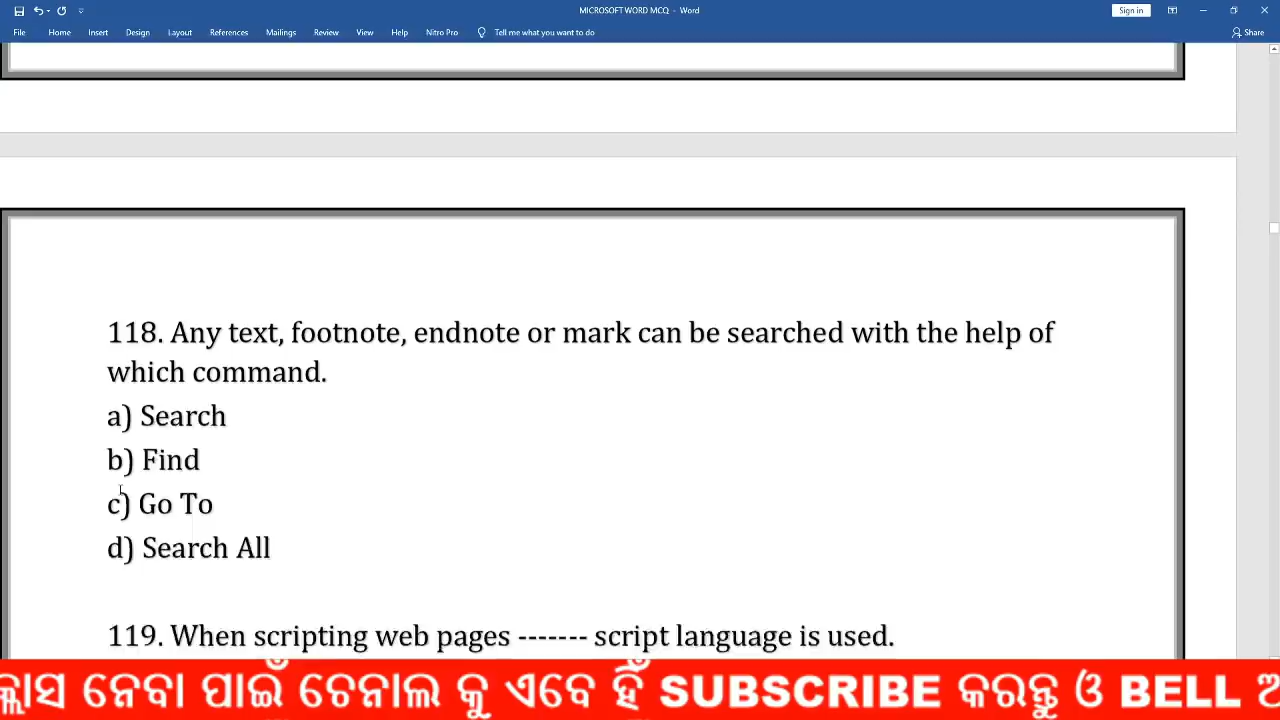 MICROSOFT WORD MCQ - Word
Sign in
File Home Insert Design Layout References Mailings Review View Help Nitro Pro Tell me what you want to do Share
118. Any text, footnote, endnote or mark can be searched with the help of
which command.
a) Search
b) Find
c) Go To
d) Search All
119. When scripting web pages ------- script language is used.
କ୍ଲାସ ନେବା ପାଇଁ ଚେନାଲ କୁ ଏବେ ହିଁ SUBSCRIBE କରନ୍ତୁ ଓ BELL